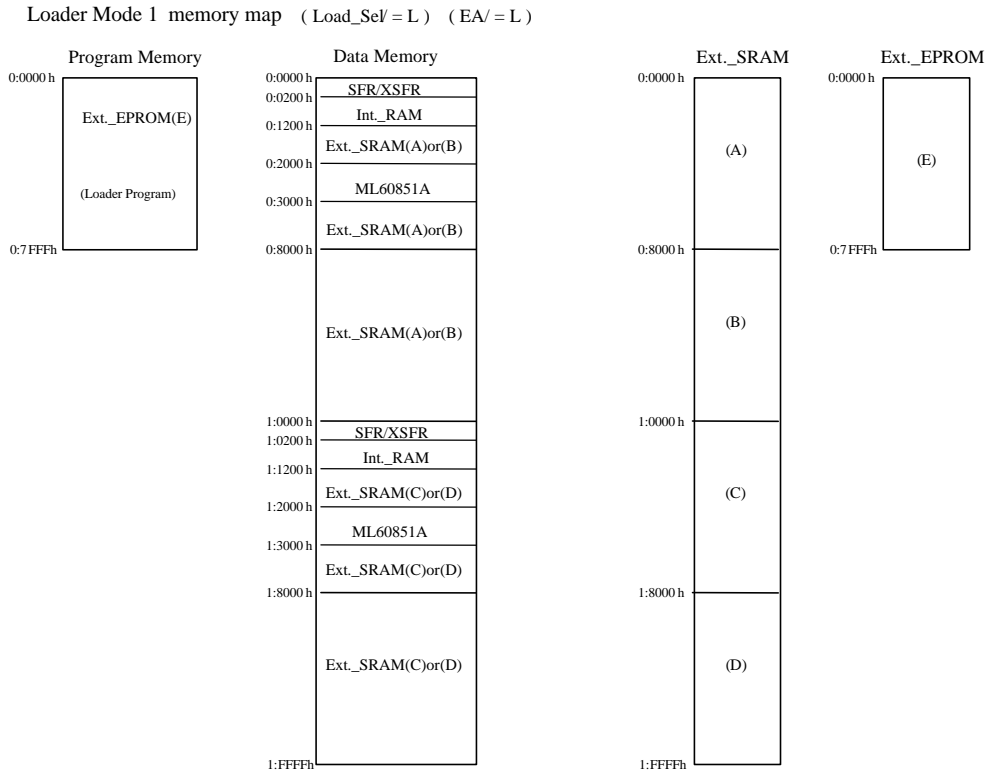 Loader Mode 1 memory map ( Load_Sel/ = L ) ( EA/ = L )
Program Memory
0:0000 h
Ext._EPROM(E)
(Loader Program)
0:7FFFh
Data Memory
0:0000 h
SFR/XSFR
0:0200 h
Int._RAM
0:1200 h
Ext._SRAM(A)or(B)
0:2000 h
ML60851A
0:3000 h
Ext._SRAM(A)or(B)
0:8000 h
Ext._SRAM(A)or(B)
1:0000 h
SFR/XSFR
1:0200 h
Int._RAM
1:1200 h
Ext._SRAM(C)or(D)
1:2000 h
ML60851A
1:3000 h
Ext._SRAM(C)or(D)
1:8000 h
Ext._SRAM(C)or(D)
1:FFFFh
Ext._SRAM
0:0000 h
(A)
0:8000 h
(B)
1:0000 h
(C)
1:8000 h
(D)
1:FFFFh
Ext._EPROM
0:0000 h
(E)
0:7FFFh